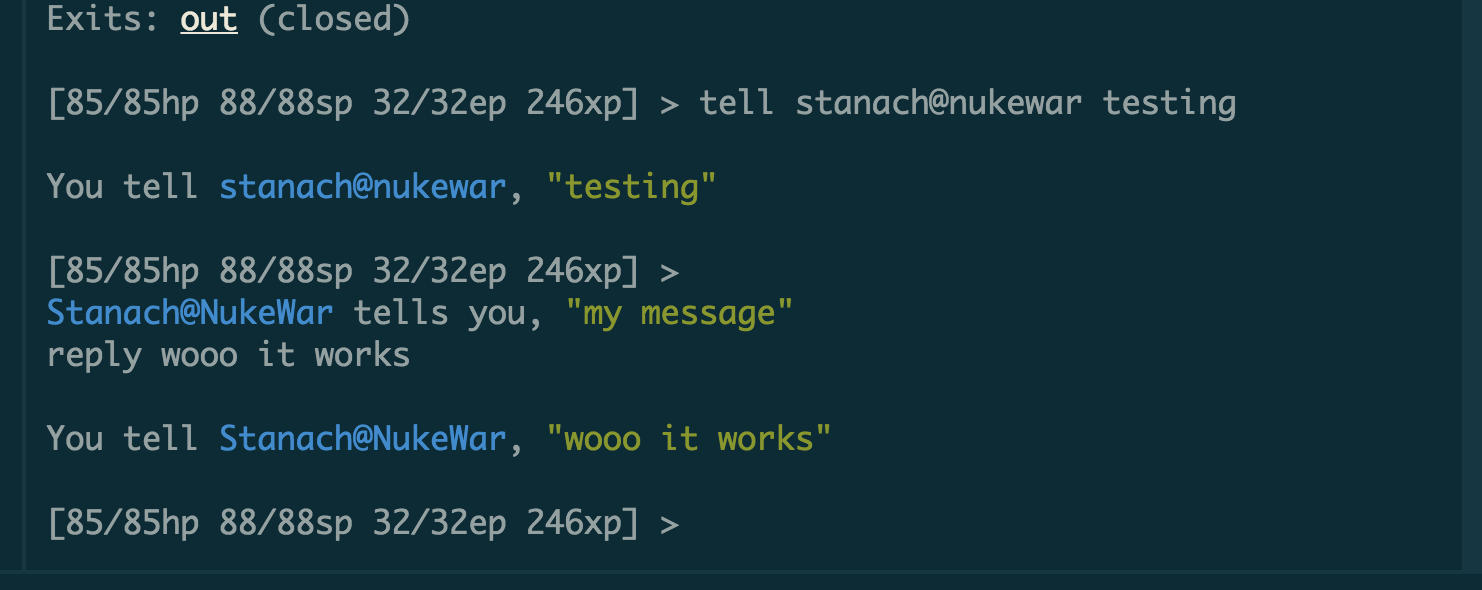 Exits: out (closed)
[85/85hp 88/88sp 32/32ep 246xp] > tell stanach@nukewar testing
You tell stanach@nukewar, "testing"
[85/85hp 88/88sp 32/32ep 246xp] >
Stanach@NukeWar tells you, "my message"
reply wooo it works
You tell Stanach@NukeWar, "wooo it works"
[85/85hp 88/88sp 32/32ep 246xp] >